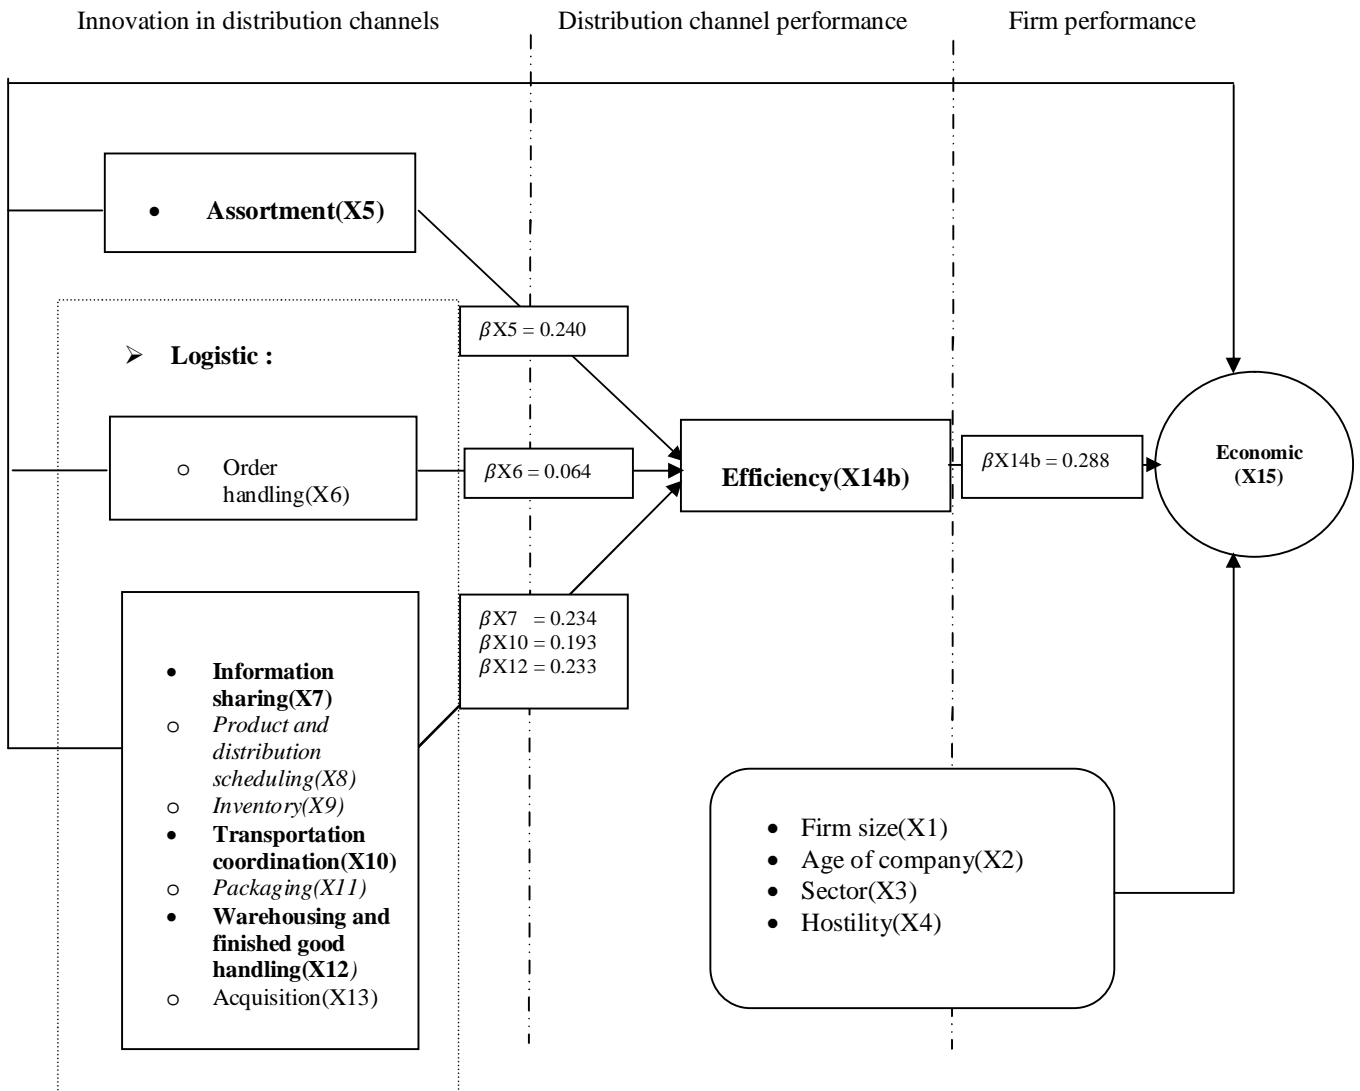 Innovation in distribution channels
Distribution channel performance
Firm performance
• Assortment(X5)
βX5 = 0.240
➢ Logistic :
○ Order
handling(X6)
βX6 = 0.064
Efficiency(X14b)
βX14b = 0.288
Economic
(X15)
βX7 = 0.234
βX10 = 0.193
βX12 = 0.233
• Information
sharing(X7)
○ Product and
distribution
scheduling(X8)
○ Inventory(X9)
• Transportation
coordination(X10)
○ Packaging(X11)
• Warehousing and
finished good
handling(X12)
○ Acquisition(X13)
• Firm size(X1)
• Age of company(X2)
• Sector(X3)
• Hostility(X4)